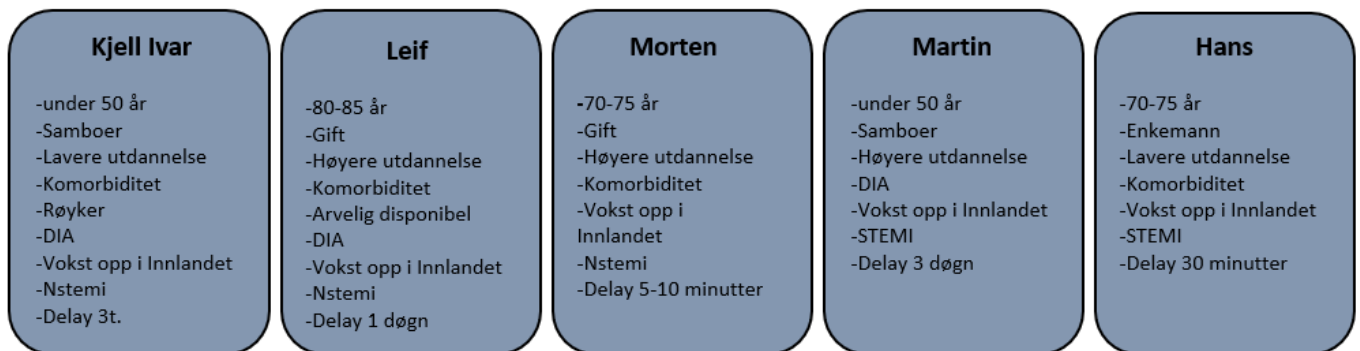 Kjell Ivar
-under 50 år
-Samboer
-Lavere utdannelse
-Komorbiditet
-Røyker
-DIA
-Vokst opp i Innlandet
-Nstemi
-Delay 3t.
Leif
-80-85 år
-Gift
-Høyere utdannelse
-Komorbiditet
-Arvelig disponibel
-DIA
-Vokst opp i Innlandet
-Nstemi
-Delay 1 døgn
Morten
-70-75 år
-Gift
-Høyere utdannelse
-Komorbiditet
-Vokst opp i
Innlandet
-Nstemi
-Delay 5-10 minutter
Martin
-under 50 år
-Samboer
-Høyere utdannelse
-DIA
-Vokst opp i Innlandet
-STEMI
-Delay 3 døgn
Hans
-70-75 år
-Enkemann
-Lavere utdannelse
-Komorbiditet
-Vokst opp i Innlandet
-STEMI
-Delay 30 minutter